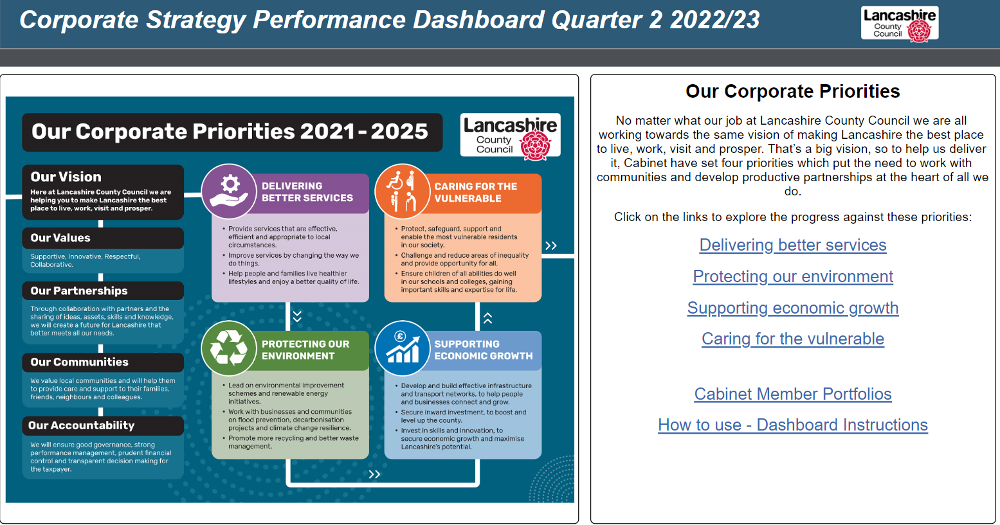 Corporate Strategy Performance Dashboard Quarter 2 2022/23
Lancashire
County
Council
Our Corporate Priorities 2021 - 2025
Lancashire
County
Council
Our Vision
Here at Lancashire County Council we are
helping you to make Lancashire the best
place to live, work, visit and prosper.
Our Values
Supportive, Innovative, Respectful,
Collaborative.
Our Partnerships
Through collaboration with partners and the
sharing of ideas, assets, skills and knowledge,
we will create a future for Lancashire that
better meets all our needs.
Our Communities
We value local communities and will help them
to provide care and support to their families,
friends, neighbours and colleagues.
Our Accountability
We will ensure good governance, strong
performance management, prudent financial
control and transparent decision making for
the taxpayer.
DELIVERING
BETTER SERVICES
• Provide services that are effective,
efficient and appropriate to local
circumstances.
• Improve services by changing the way we
do things.
• Help people and families live healthier
lifestyles and enjoy a better quality of life.
CARING FOR THE
VULNERABLE
• Protect, safeguard, support and
enable the most vulnerable residents
in our society.
• Challenge and reduce areas of inequality
and provide opportunity for all.
• Ensure children of all abilities do well
in our schools and colleges, gaining
important skills and expertise for life.
PROTECTING OUR
ENVIRONMENT
• Lead on environmental improvement
schemes and renewable energy
initiatives.
• Work with businesses and communities
on flood prevention, decarbonisation
projects and climate change resilience.
• Promote more recycling and better waste
management.
£
SUPPORTING
ECONOMIC GROWTH
• Develop and build effective infrastructure
and transport networks, to help people
and businesses connect and grow.
• Secure inward investment, to boost and
level up the county.
• Invest in skills and innovation, to
secure economic growth and maximise
Lancashire's potential.
Our Corporate Priorities
No matter what our job at Lancashire County Council we are all
working towards the same vision of making Lancashire the best place
to live, work, visit and prosper. That's a big vision, so to help us deliver
it, Cabinet have set four priorities which put the need to work with
communities and develop productive partnerships at the heart of all we
do.
Click on the links to explore the progress against these priorities:
Delivering better services
Protecting our environment
Supporting economic growth
Caring for the vulnerable
Cabinet Member Portfolios
How to use - Dashboard Instructions